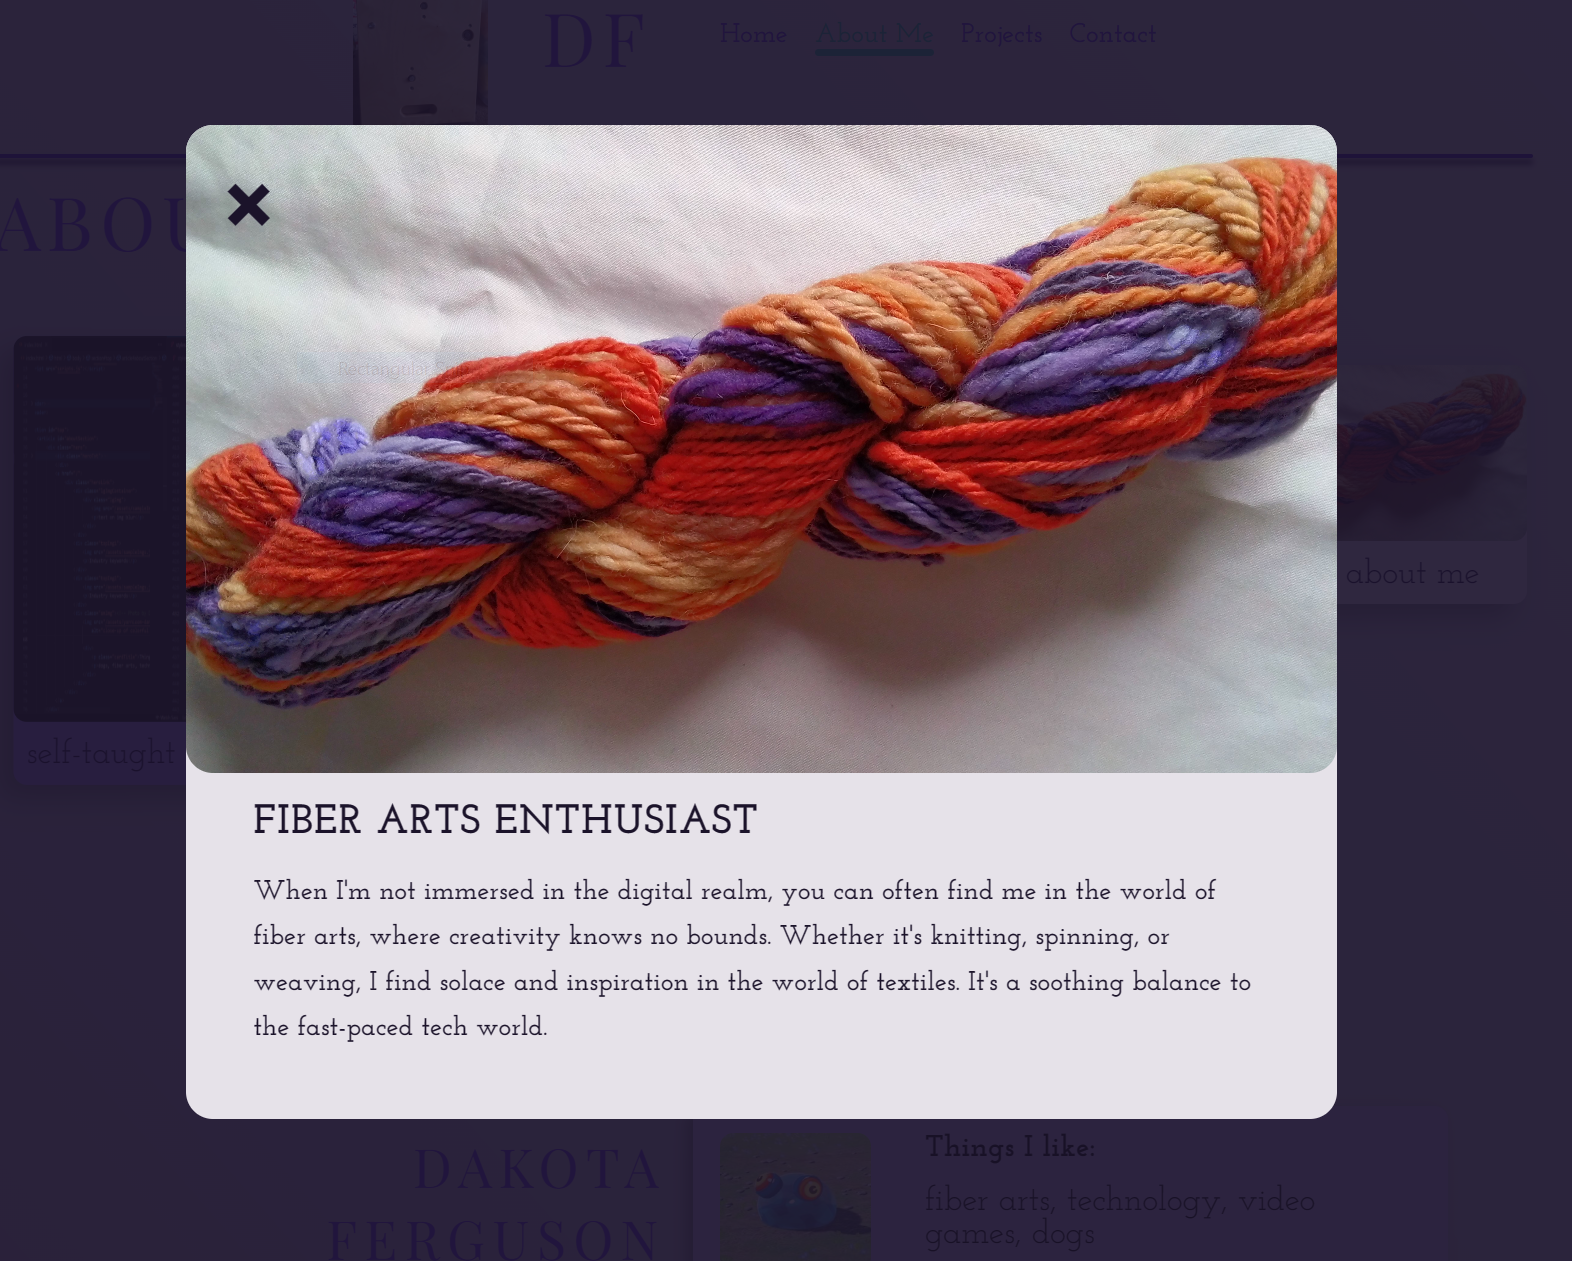 DF
Home About Me Projects Contact
ABOU
Rectangular
self-taught
about me
FIBER ARTS ENTHUSIAST
When I'm not immersed in the digital realm, you can often find me in the world of
fiber arts, where creativity knows no bounds. Whether it's knitting, spinning, or
weaving, I find solace and inspiration in the world of textiles. It's a soothing balance to
the fast-paced tech world.
DAKOTA
FERGUSON
Things I like:
fiber arts, technology, video
games, dogs